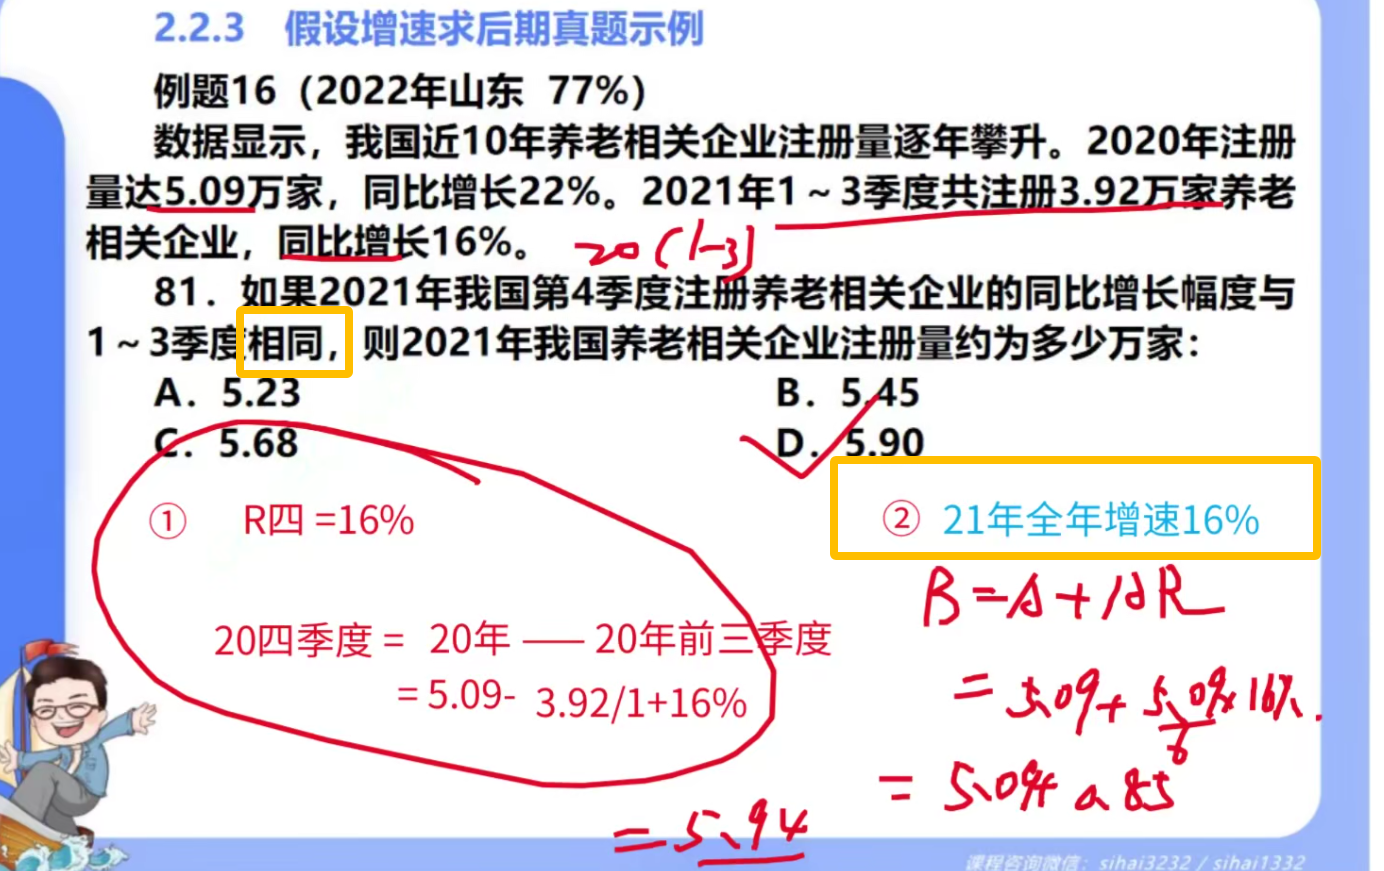 2.2.3 假设增速求后期真题示例
例题16（2022年山东 77%）
数据显示，我国近10年养老相关企业注册量逐年攀升。2020年注册
量达5.09万家，同比增长22%。2021年1～3季度共注册3.92万家养老
相关企业，同比增长16%。
20(1-3)
81．如果2021年我国第4季度注册养老相关企业的同比增长幅度与
1～3季度相同，则2021年我国养老相关企业注册量约为多少万家：
A．5.23
B．5.45
C．5.68
D．5.90
① R四 =16%
② 21年全年增速16%
20四季度 = 20年 —— 20年前三季度
= 5.09- 3.92/1+16%
B=A+AR
=5.09+5.09×16%.
6
=5.09+0.85
=5.94
课程咨询微信：sihai3232 / sihai1332